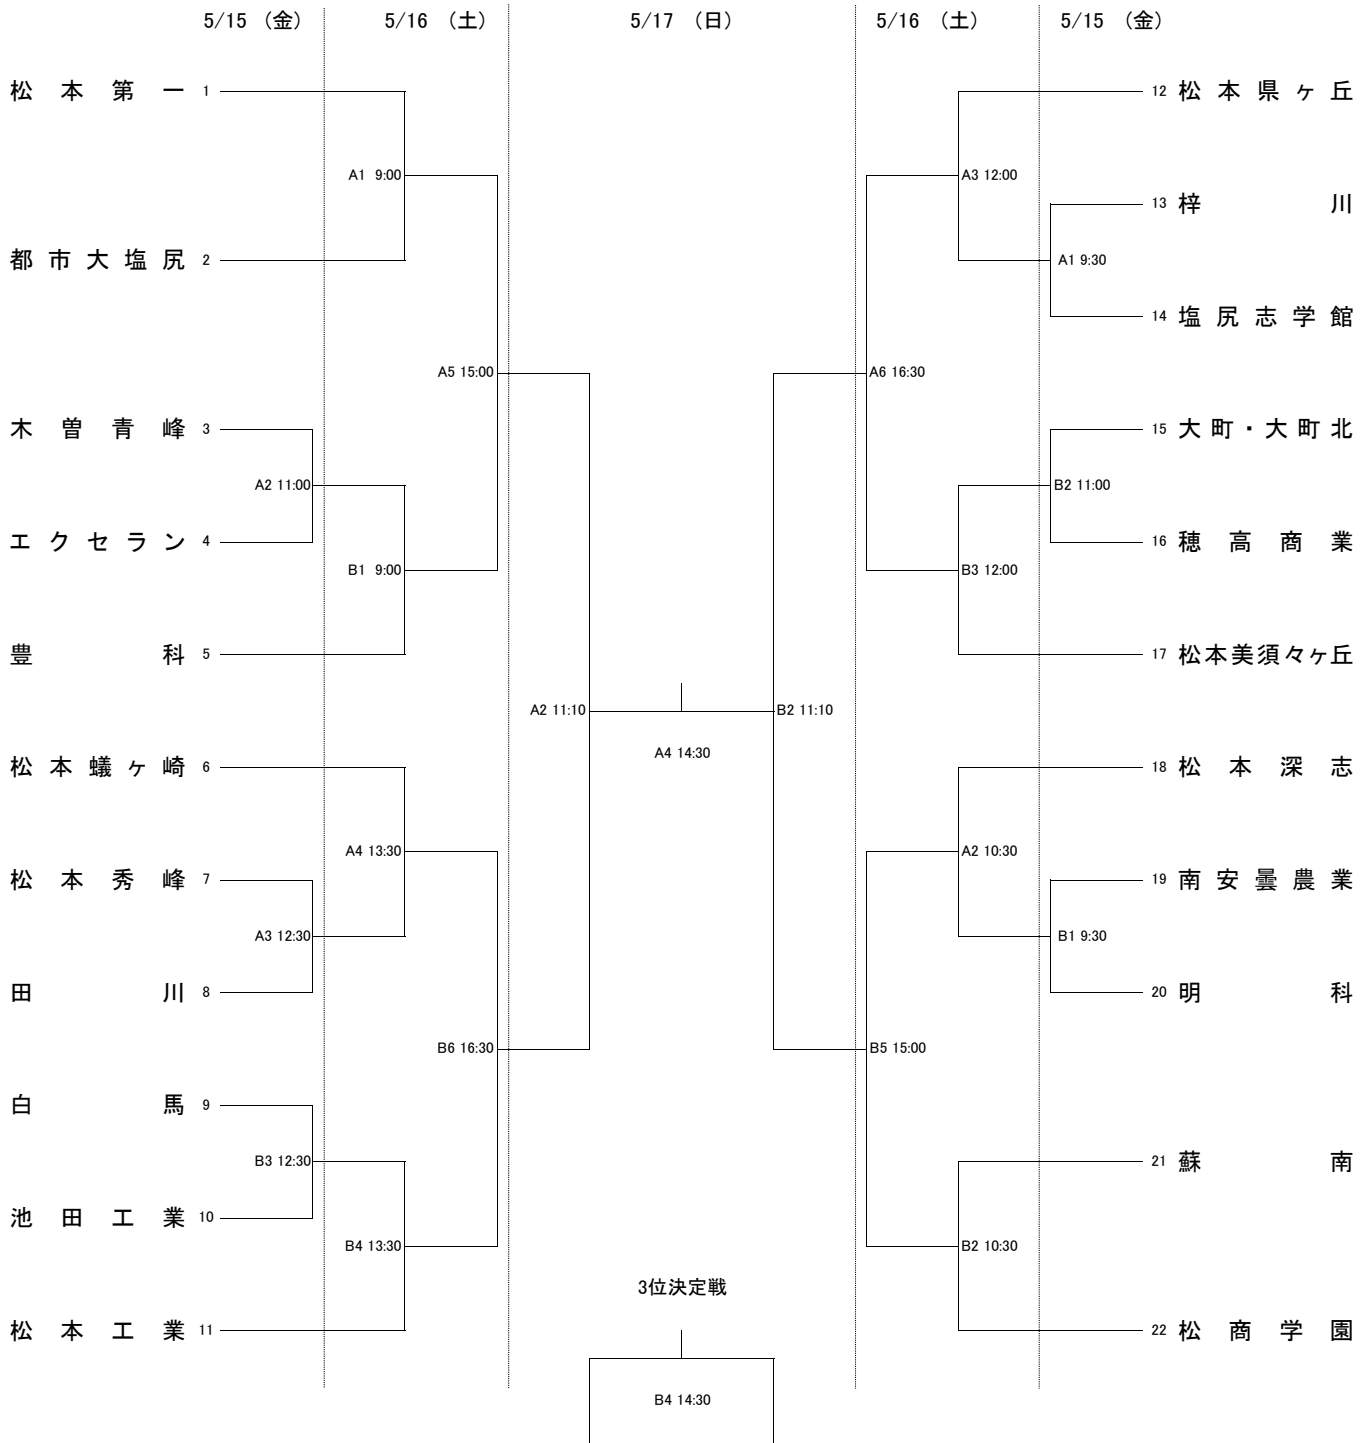 5/15 (金) 5/16 (土) 5/17 (日) 5/16 (土) 5/15 (金)
松本第一 1 12 松本県ヶ丘
A1 9:00 A3 12:00
13 梓川
都市大塩尻 2 A1 9:30
14 塩尻志学館
A5 15:00 A6 16:30
木曽青峰 3 15 大町・大町北
A2 11:00 B2 11:00
エクセラン 4 16 穂高商業
B1 9:00 B3 12:00
豊科 5 17 松本美須々ヶ丘
A2 11:10 B2 11:10
A4 14:30
松本蟻ヶ崎 6 18 松本深志
A4 13:30 A2 10:30
松本秀峰 7 19 南安曇農業
A3 12:30 B1 9:30
田川 8 20 明科
B6 16:30 B5 15:00
白馬 9
B3 12:30 21 蘇南
池田工業 10
B4 13:30 B2 10:30
3位決定戦
松本工業 11 22 松商学園
B4 14:30